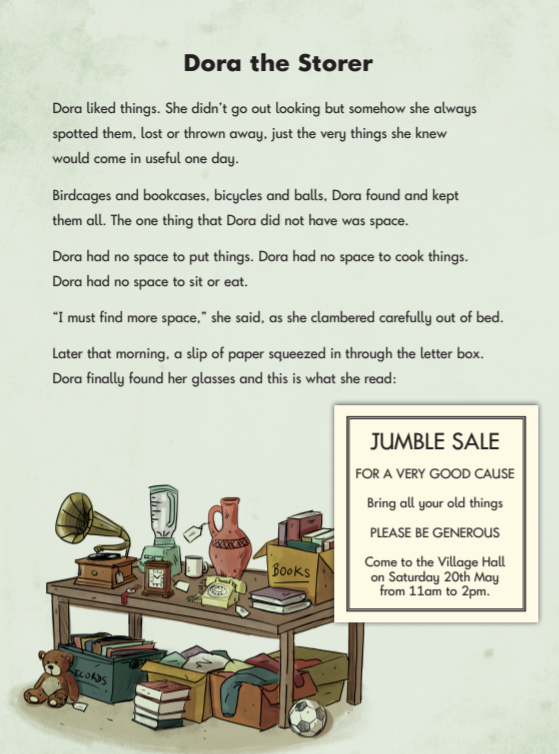 Dora the Storer
Dora liked things. She didn't go out looking but somehow she always
spotted them, lost or thrown away, just the very things she knew
would come in useful one day.
Birdcages and bookcases, bicycles and balls, Dora found and kept
them all. The one thing that Dora did not have was space.
Dora had no space to put things. Dora had no space to cook things.
Dora had no space to sit or eat.
“I must find more space,” she said, as she clambered carefully out of bed.
Later that morning, a slip of paper squeezed in through the letter box.
Dora finally found her glasses and this is what she read:
JUMBLE SALE
FOR A VERY GOOD CAUSE
Bring all your old things
PLEASE BE GENEROUS
Come to the Village Hall
on Saturday 20th May
from 11am to 2pm.
BOOKS
RECORDS